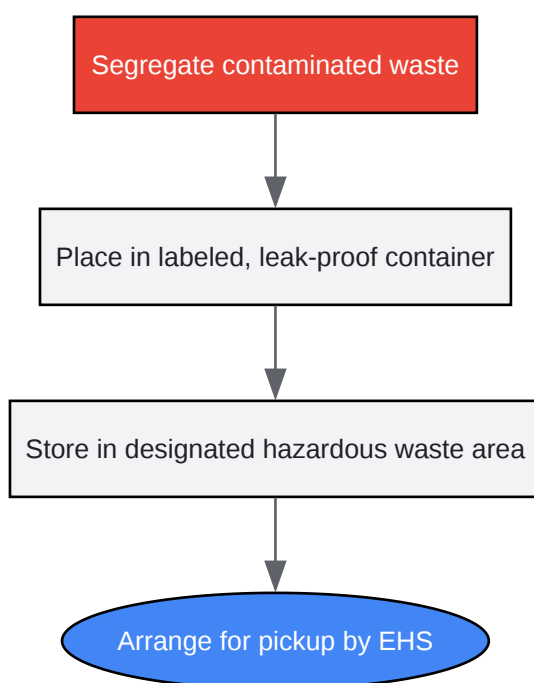 Segregate contaminated waste
Place in labeled, leak-proof container
Store in designated hazardous waste area
Arrange for pickup by EHS